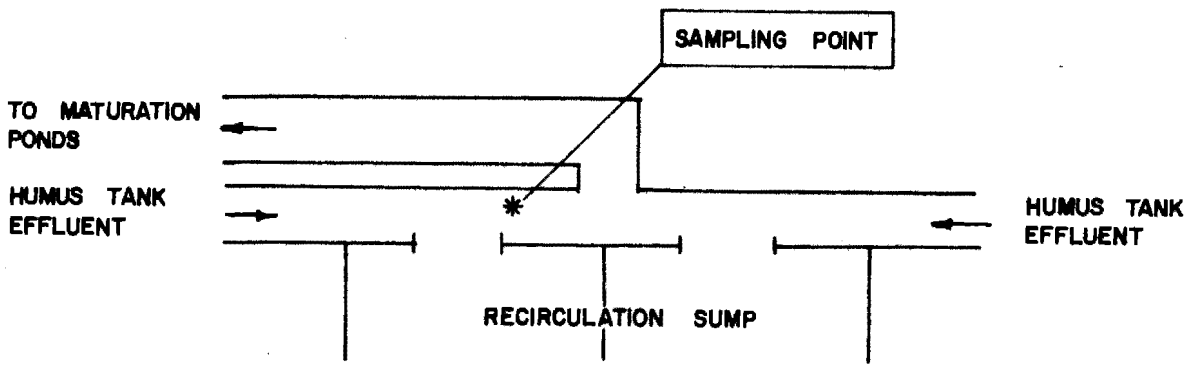 SAMPLING POINT
TO MATURATION
PONDS
HUMUS TANK
EFFLUENT
HUMUS TANK
EFFLUENT
RECIRCULATION SUMP